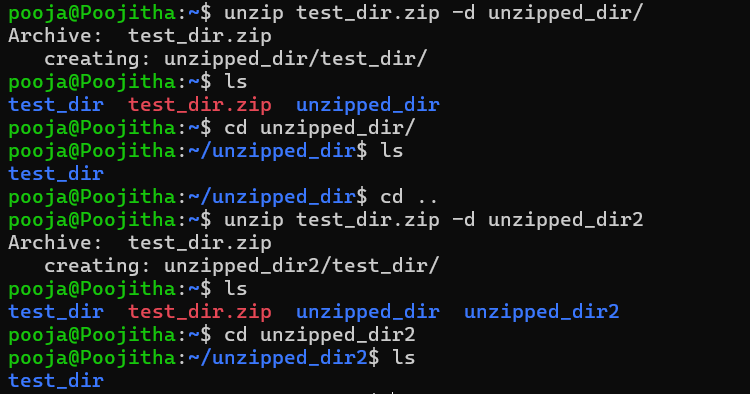 pooja@Poojitha:~$ unzip test_dir.zip -d unzipped_dir/
Archive:  test_dir.zip
   creating: unzipped_dir/test_dir/
pooja@Poojitha:~$ ls
test_dir  test_dir.zip  unzipped_dir
pooja@Poojitha:~$ cd unzipped_dir/
pooja@Poojitha:~/unzipped_dir$ ls
test_dir
pooja@Poojitha:~/unzipped_dir$ cd ..
pooja@Poojitha:~$ unzip test_dir.zip -d unzipped_dir2
Archive:  test_dir.zip
   creating: unzipped_dir2/test_dir/
pooja@Poojitha:~$ ls
test_dir  test_dir.zip  unzipped_dir  unzipped_dir2
pooja@Poojitha:~$ cd unzipped_dir2
pooja@Poojitha:~/unzipped_dir2$ ls
test_dir